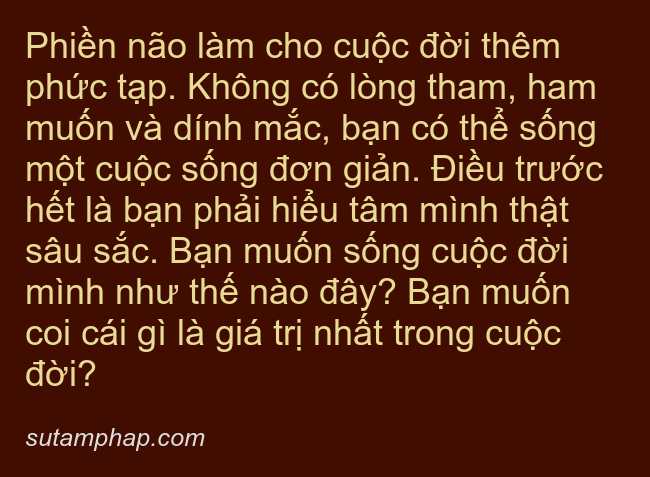 Phiền não làm cho cuộc đời thêm
phức tạp. Không có lòng tham, ham
muốn và dính mắc, bạn có thể sống
một cuộc sống đơn giản. Điều trước
hết là bạn phải hiểu tâm mình thật
sâu sắc. Bạn muốn sống cuộc đời
mình như thế nào đây? Bạn muốn
coi cái gì là giá trị nhất trong cuộc
đời?
sutamphap.com